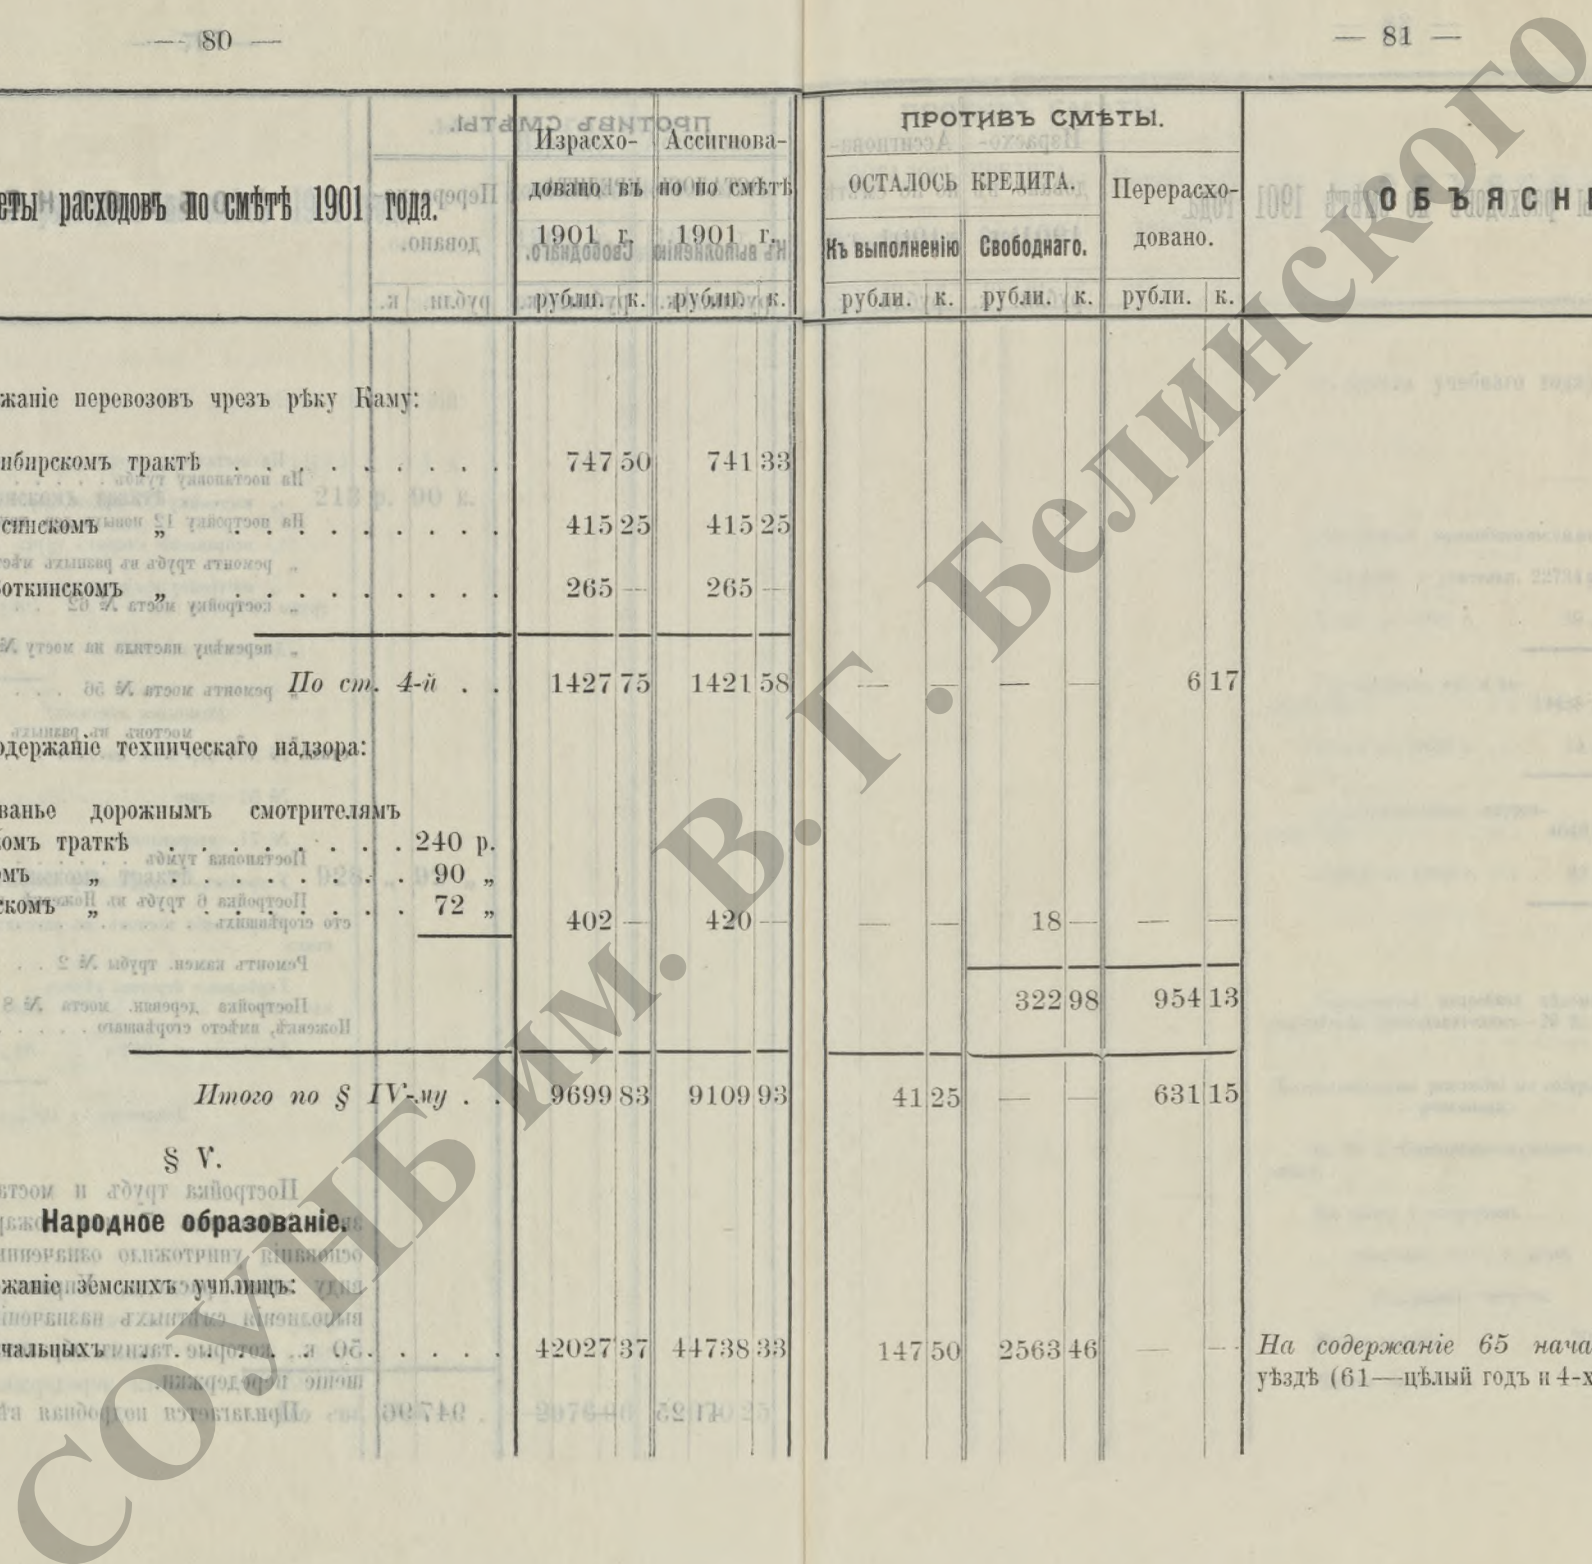 — 80 —
— 81 —
еты расходовъ по смѣтѣ 1901 года.
Израсхо-
довано въ
1901 г.
рубли. к.
Ассигнова-
но по смѣтѣ
1901 г.
рубли. к.
ПРОТИВЪ СМѢТЫ.
ОСТАЛОСЬ КРЕДИТА.
Къ выполненію
рубли. к.
Свободнаго.
рубли. к.
Перерасхо-
довано.
рубли. к.
ОБЪЯСН
жаніе перевозовъ чрезъ рѣку Каму:
ибирскомъ трактѣ . . . . . . . . . 747 50 741 33
синскомъ „ . . . . . . . . . 415 25 415 25
откинскомъ „ . . . . . . . . . 265 — 265 —
По ст. 4-й . . 1427 75 1421 58 — — — — 6 17
одержаніе техническаго надзора:
ванье дорожнымъ смотрителямъ
омъ траткѣ . . . . . . . . 240 р.
мъ „ . . . . . . . . 90 „
скомъ „ . . . . . . . 72 „
402 — 420 — — — 18 — — —
322 98 954 13
Итого по § IV-му . . 9699 83 9109 93 41 25 — — 631 15
§ V.
Народное образованіе.
жаніе земскихъ училищъ:
чальныхъ . . . . . . . . . . 42027 37 44738 33 147 50 2563 46 — —
На содержаніе 65 нача
уѣздѣ (61—цѣлый годъ и 4-х
СОУНБ им. В. Г. Белинского